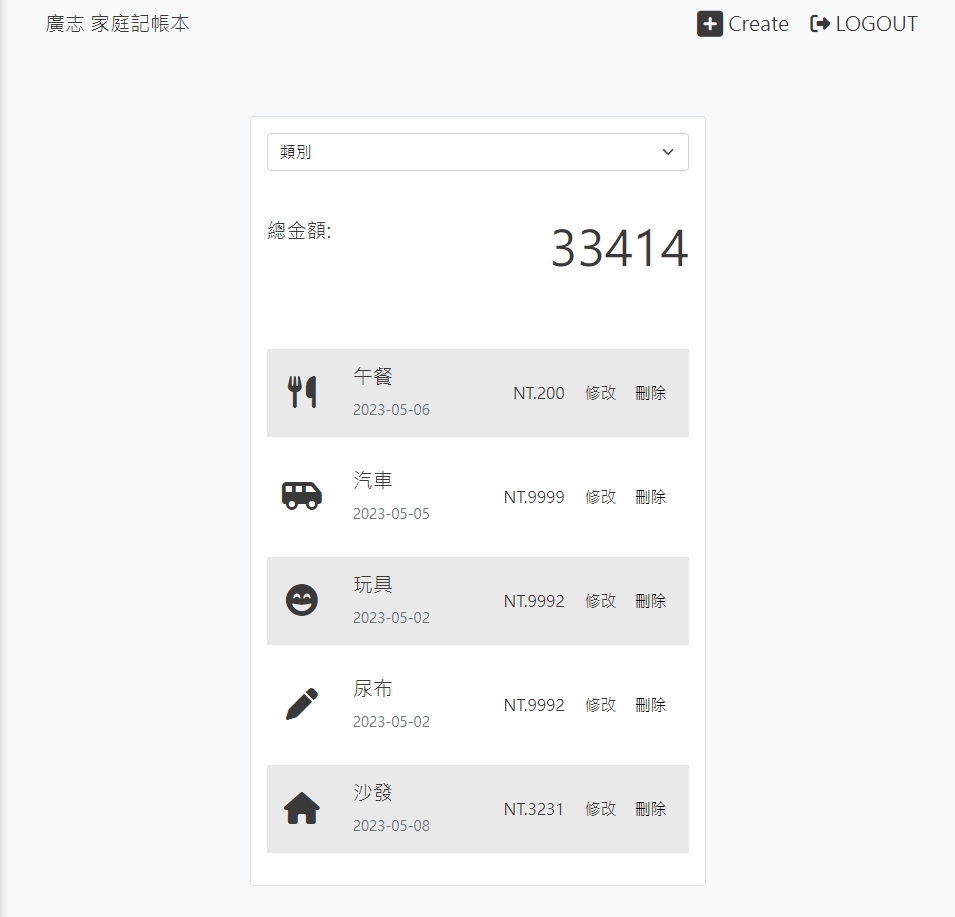 廣志 家庭記帳本
Create
LOGOUT
類別
總金額:
33414
午餐
2023-05-06
NT.200 修改 刪除
汽車
2023-05-05
NT.9999 修改 刪除
玩具
2023-05-02
NT.9992 修改 刪除
尿布
2023-05-02
NT.9992 修改 刪除
沙發
2023-05-08
NT.3231 修改 刪除